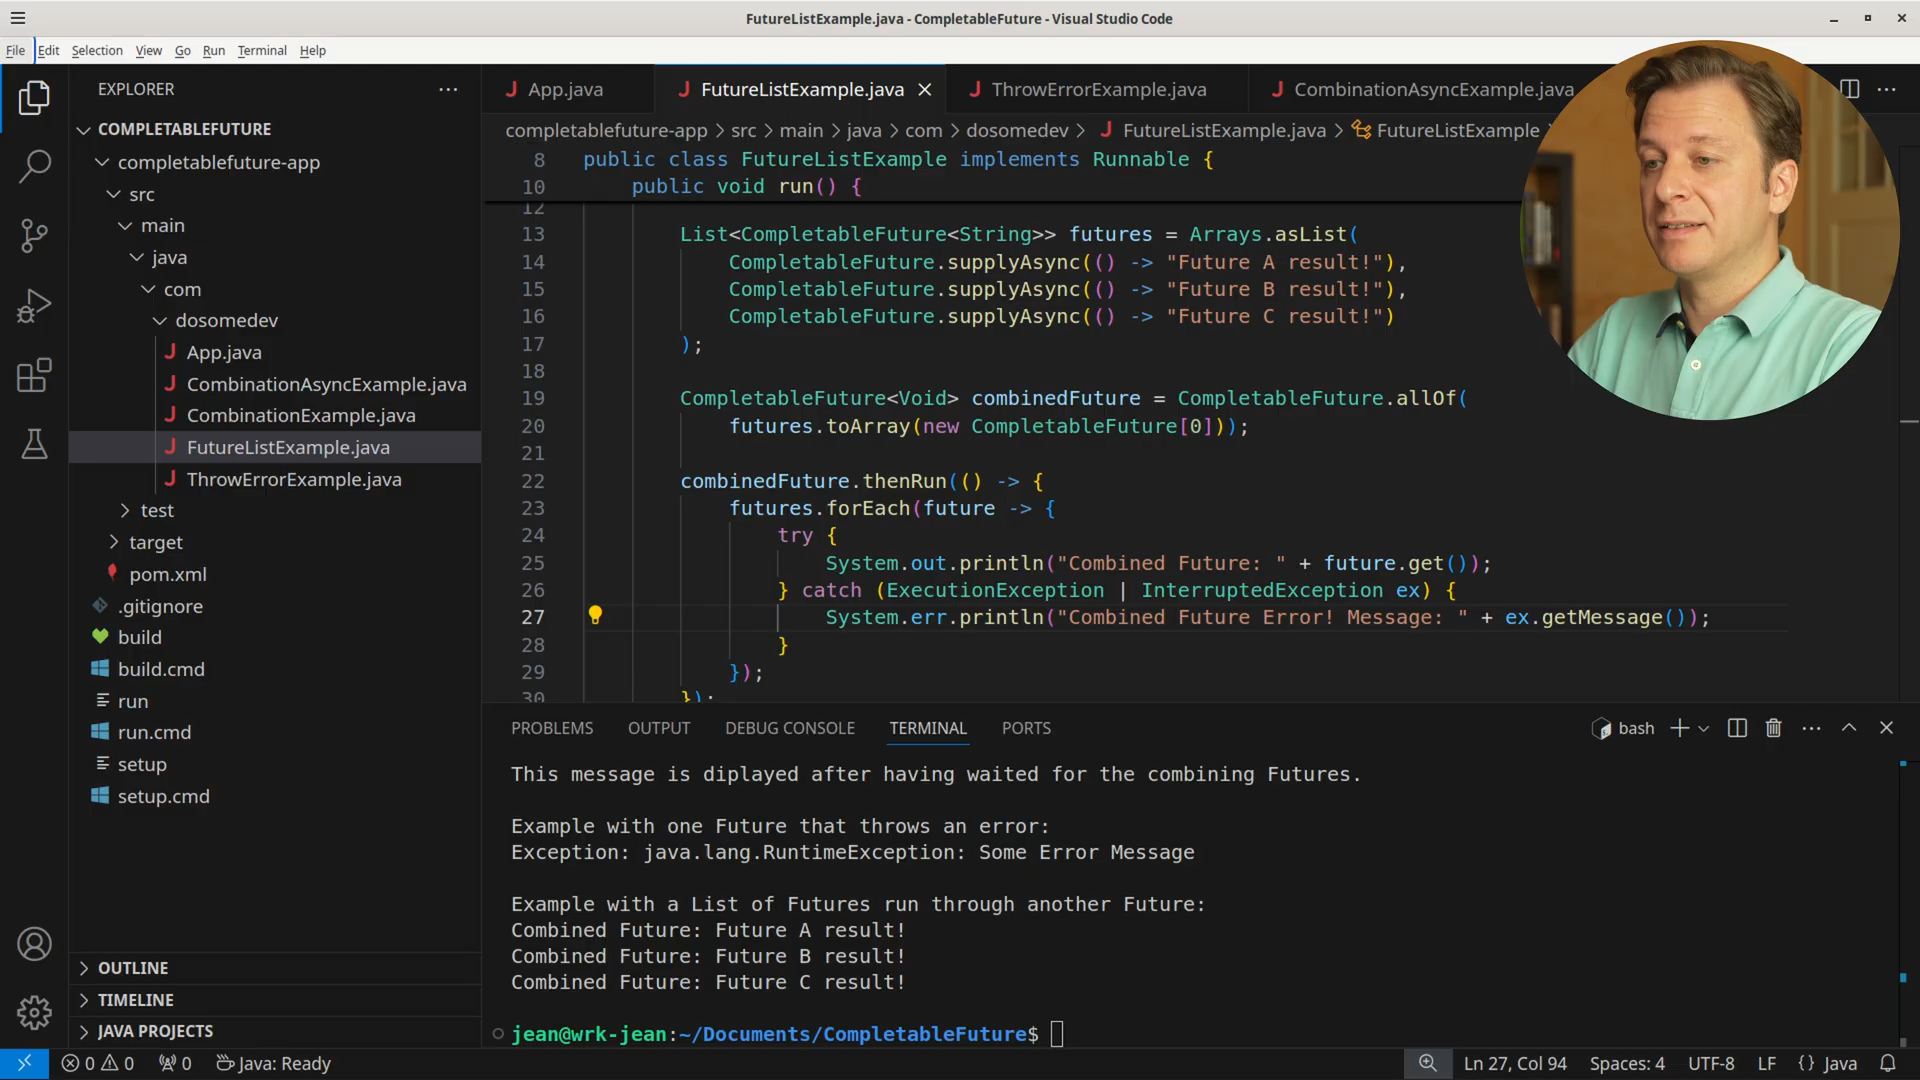 FutureListExample.java - CompletableFuture - Visual Studio Code
File Edit Selection View Go Run Terminal Help
EXPLORER
COMPLETABLEFUTURE
completablefuture-app
src
main
java
com
dosomedev
App.java
CombinationAsyncExample.java
CombinationExample.java
FutureListExample.java
ThrowErrorExample.java
test
target
pom.xml
.gitignore
build
build.cmd
run
run.cmd
setup
setup.cmd
OUTLINE
TIMELINE
JAVA PROJECTS
App.java FutureListExample.java ThrowErrorExample.java CombinationAsyncExample.java
completablefuture-app > src > main > java > com > dosomedev > FutureListExample.java > FutureListExample
8 public class FutureListExample implements Runnable {
10 public void run() {
12
13 List<CompletableFuture<String>> futures = Arrays.asList(
14 CompletableFuture.supplyAsync(() -> "Future A result!"),
15 CompletableFuture.supplyAsync(() -> "Future B result!"),
16 CompletableFuture.supplyAsync(() -> "Future C result!")
17 );
18
19 CompletableFuture<Void> combinedFuture = CompletableFuture.allOf(
20 futures.toArray(new CompletableFuture[0]));
21
22 combinedFuture.thenRun(() -> {
23 futures.forEach(future -> {
24 try {
25 System.out.println("Combined Future: " + future.get());
26 } catch (ExecutionException | InterruptedException ex) {
27 System.err.println("Combined Future Error! Message: " + ex.getMessage());
28 }
29 });
30 });
PROBLEMS OUTPUT DEBUG CONSOLE TERMINAL PORTS
bash
This message is diplayed after having waited for the combining Futures.
Example with one Future that throws an error:
Exception: java.lang.RuntimeException: Some Error Message
Example with a List of Futures run through another Future:
Combined Future: Future A result!
Combined Future: Future B result!
Combined Future: Future C result!
jean@wrk-jean:~/Documents/CompletableFuture$
0 0 0 Java: Ready Ln 27, Col 94 Spaces: 4 UTF-8 LF {} Java